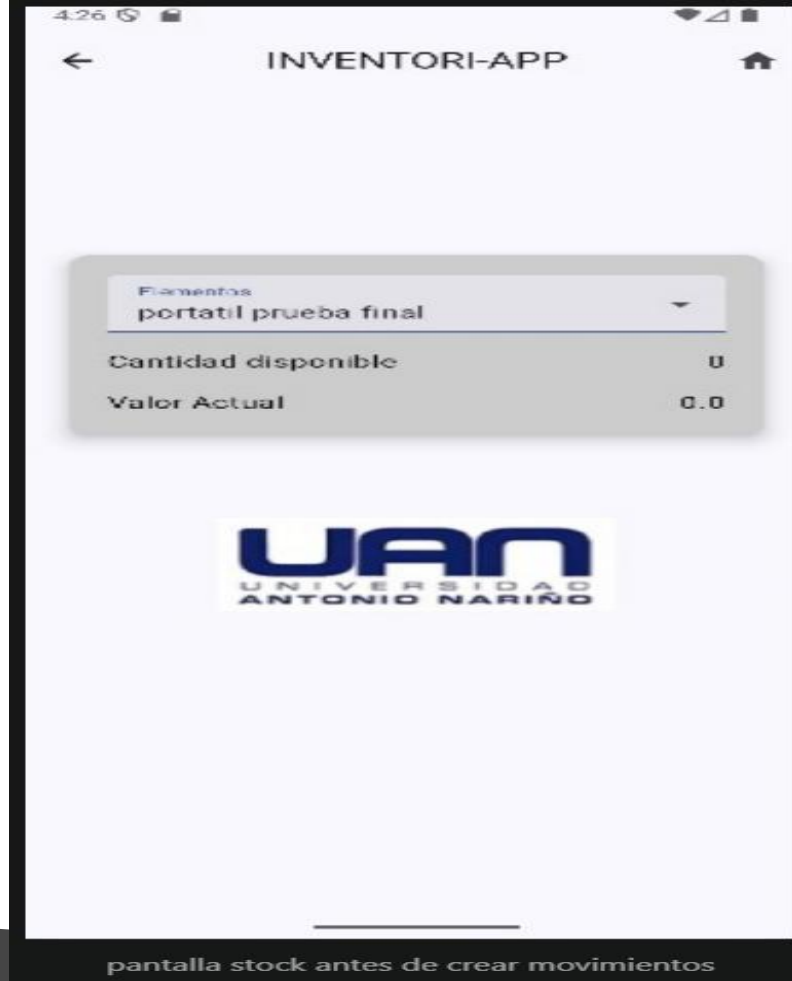 4:26
INVENTORI-APP
Elementos
portatil prueba final
Cantidad disponible 0
Valor Actual 0.0
UAN
UNIVERSIDAD
ANTONIO NARIÑO
pantalla stock antes de crear movimientos